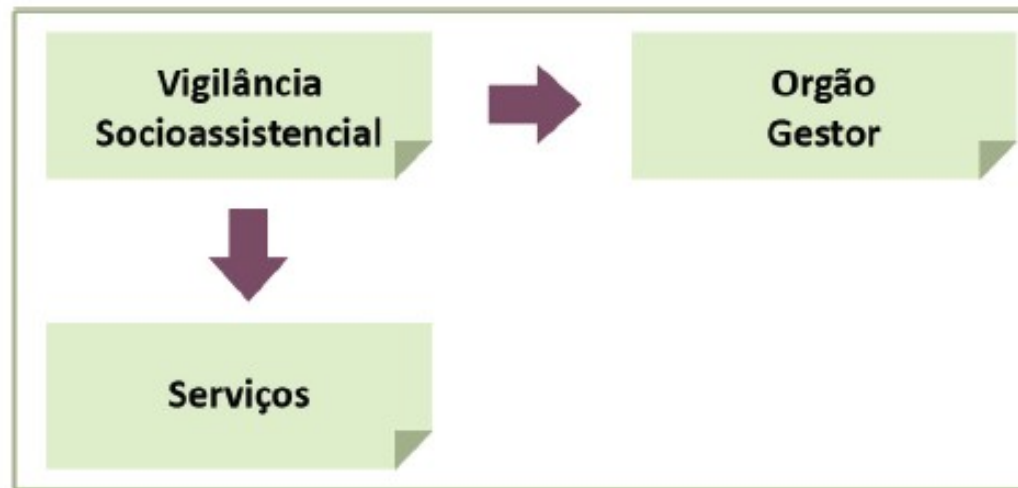 Vigilância
Socioassistencial
Orgão
Gestor
Serviços